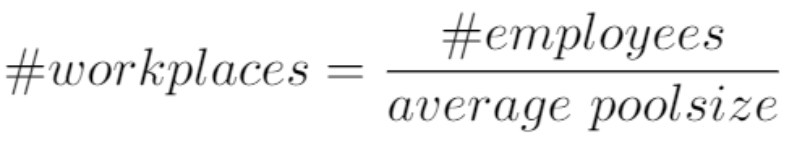 #employees
#workplaces =
average poolsize